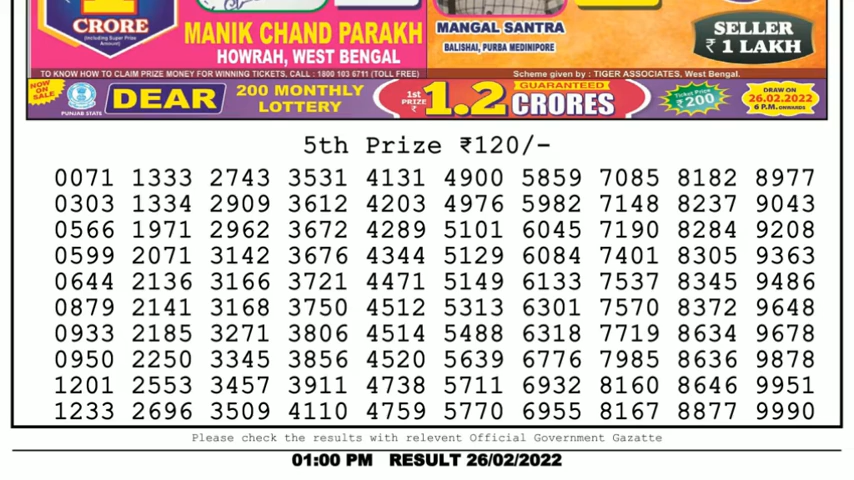 1
CRORE
(Including Super Prize Amount)
MANIK CHAND PARAKH
HOWRAH, WEST BENGAL
MANGAL SANTRA
BALISHAI, PURBA MEDINIPORE
SELLER
₹ 1 LAKH
TO KNOW HOW TO CLAIM PRIZE MONEY FOR WINNING TICKETS, CALL : 1800 103 6711 (TOLL FREE)
Scheme given by : TIGER ASSOCIATES, West Bengal.
NOW ON SALE
PUNJAB STATE
DEAR
200 MONTHLY
LOTTERY
1st PRIZE ₹
1.2
GUARANTEED
CRORES
Ticket Price
₹200
DRAW ON
26.02.2022
6 P.M. ONWARDS
5th Prize ₹120/-
0071 1333 2743 3531 4131 4900 5859 7085 8182 8977
0303 1334 2909 3612 4203 4976 5982 7148 8237 9043
0566 1971 2962 3672 4289 5101 6045 7190 8284 9208
0599 2071 3142 3676 4344 5129 6084 7401 8305 9363
0644 2136 3166 3721 4471 5149 6133 7537 8345 9486
0879 2141 3168 3750 4512 5313 6301 7570 8372 9648
0933 2185 3271 3806 4514 5488 6318 7719 8634 9678
0950 2250 3345 3856 4520 5639 6776 7985 8636 9878
1201 2553 3457 3911 4738 5711 6932 8160 8646 9951
1233 2696 3509 4110 4759 5770 6955 8167 8877 9990
Please check the results with relevent Official Government Gazatte
01:00 PM RESULT 26/02/2022